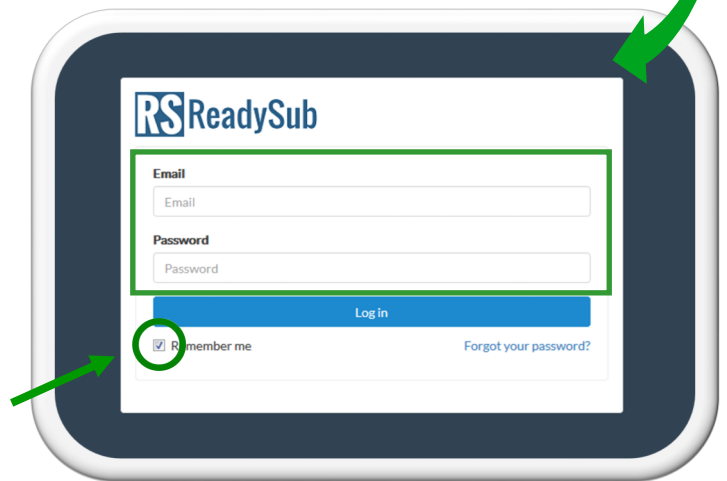 RS ReadySub
Email
Email
Password
Password
Log in
Remember me Forgot your password?